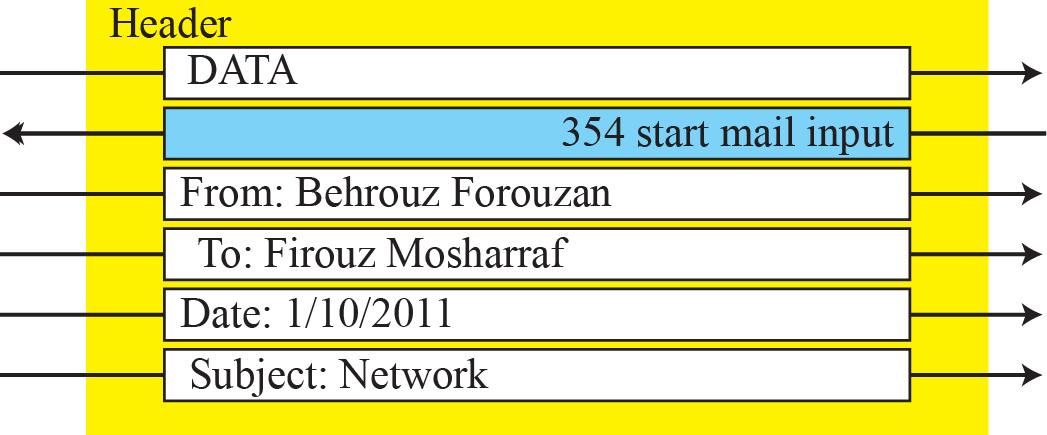 Header
DATA
354 start mail input
From: Behrouz Forouzan
To: Firouz Mosharraf
Date: 1/10/2011
Subject: Network